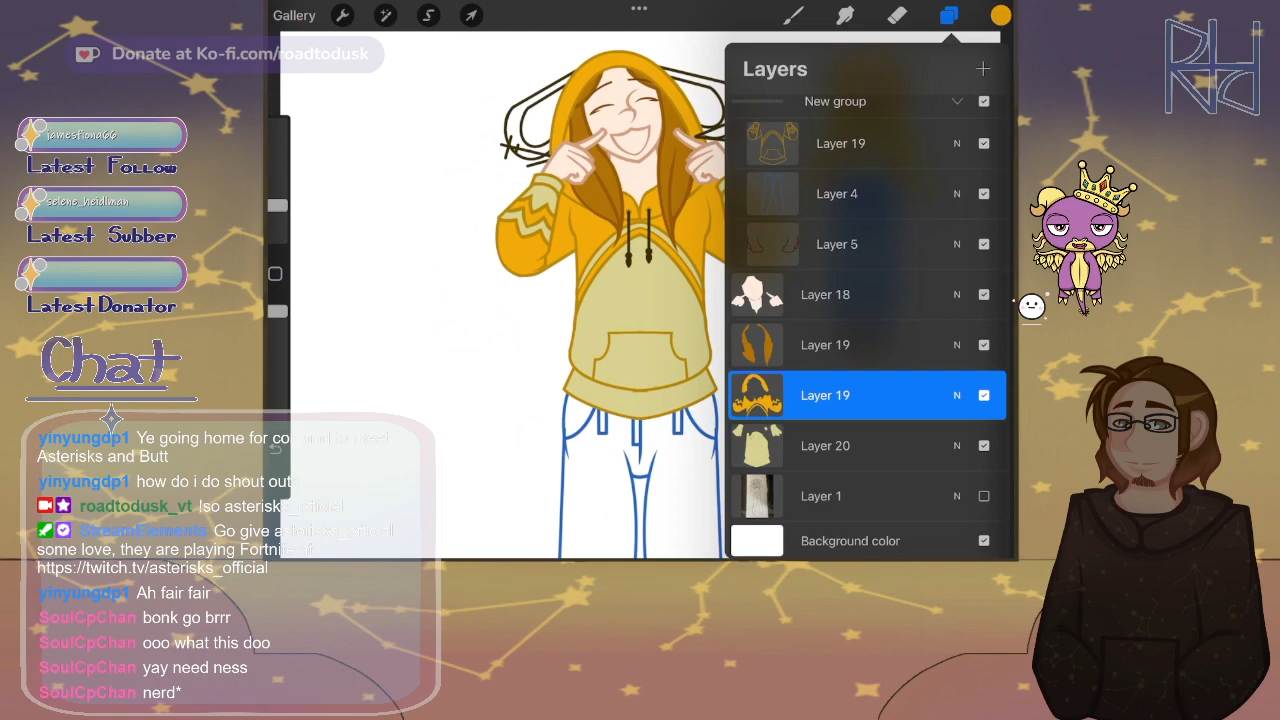 Gallery
Donate at Ko-fi.com/roadtodusk
jamesfiona66
Latest Follow
selene_heidlman
Latest Subber
Latest Donator
Chat
yinyungdp1 Ye going home for
Asterisks and Butt
yinyungdp1 how do i do shout outs
roadtodusk_vt !so asterisks_official
StreamElements Go give asterisks_official
some love, they are playing Fortnite at
https://twitch.tv/asterisks_official
yinyungdp1 Ah fair fair
SoulCpChan bonk go brrr
SoulCpChan ooo what this doo
SoulCpChan yay need ness
SoulCpChan nerd*
Layers
New group
Layer 19 N
Layer 4 N
Layer 5 N
Layer 18 N
Layer 19 N
Layer 19 N
Layer 20 N
Layer 1 N
Background color